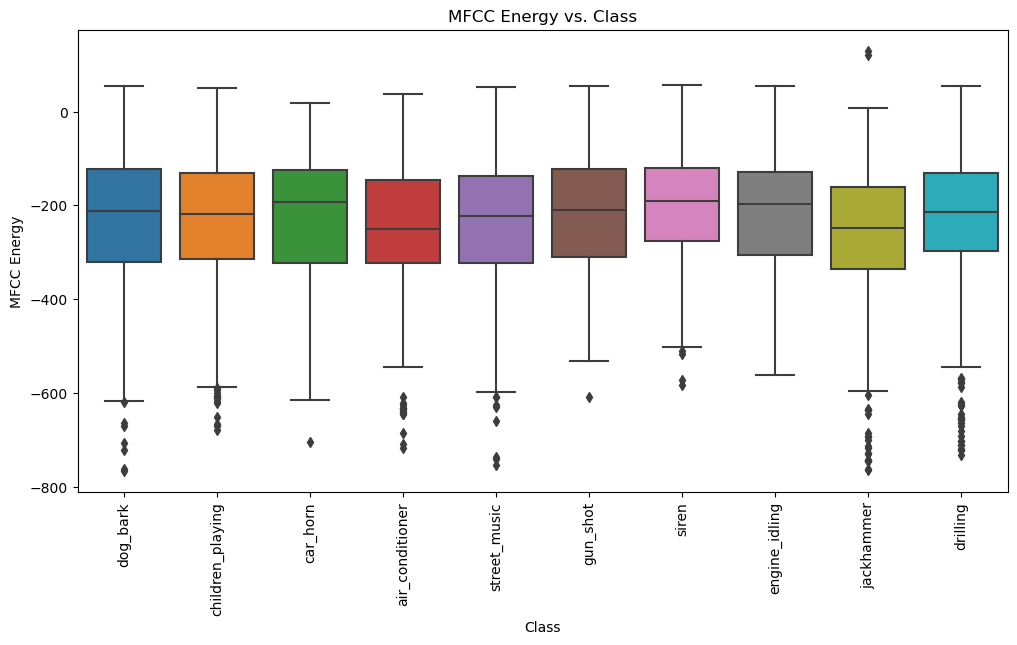 MFCC Energy vs. Class
MFCC Energy
0
−200
−400
−600
−800
dog_bark
children_playing
car_horn
air_conditioner
street_music
gun_shot
siren
engine_idling
jackhammer
drilling
Class